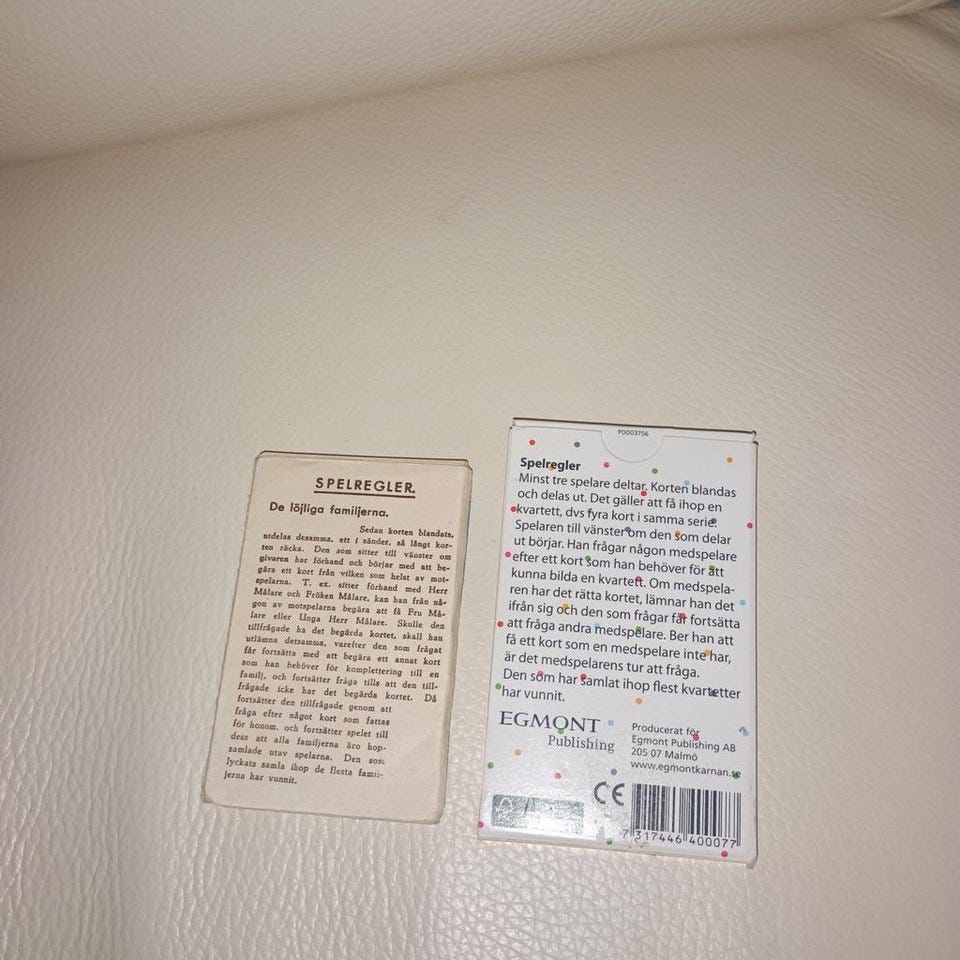 SPELREGLER.
De löjliga familjerna.
Sedan korten blandats,
utdelas desamma, ett i sänder, så långt kor-
ten räcka. Den som sitter till vänster om
givaren har förhand och börjar med att be-
gära ett kort från vilken som helst av mot-
spelarna. T. ex. sitter förhand med Herr
Målare och Fröken Målare, kan han från nå-
gon av motspelarna begära att få Fru Må-
lare eller Unga Herr Målare. Skulle den
tillfrågade ha det begärda kortet, skall han
utlämna detsamma, varefter den som frågat
får fortsätta med att begära ett annat kort
som han behöver för komplettering till en
familj, och fortsätter fråga tills att den till-
frågade icke har det begärda kortet. Då
fortsätter den tillfrågade genom att
fråga efter något kort som fattas
för honom, och fortsätter spelet till
dess att alla familjerna äro hop-
samlade utav spelarna. Den som
lyckats samla ihop de flesta famil-
jerna har vunnit.
P0003756
Spelregler
Minst tre spelare deltar. Korten blandas
och delas ut. Det gäller att få ihop en
kvartett, dvs fyra kort i samma serie.
Spelaren till vänster om den som delar
ut börjar. Han frågar någon medspelare
efter ett kort som han behöver för att
kunna bilda en kvartett. Om medspela-
ren har det rätta kortet, lämnar han det
ifrån sig och den som frågar får fortsätta
att fråga andra medspelare. Ber han att
få ett kort som en medspelare inte har,
är det medspelarens tur att fråga.
Den som har samlat ihop flest kvartetter
har vunnit.
EGMONT
Publishing
Producerat för
Egmont Publishing AB
205 07 Malmö
www.egmontkarnan.se
CE
7 317446 400077